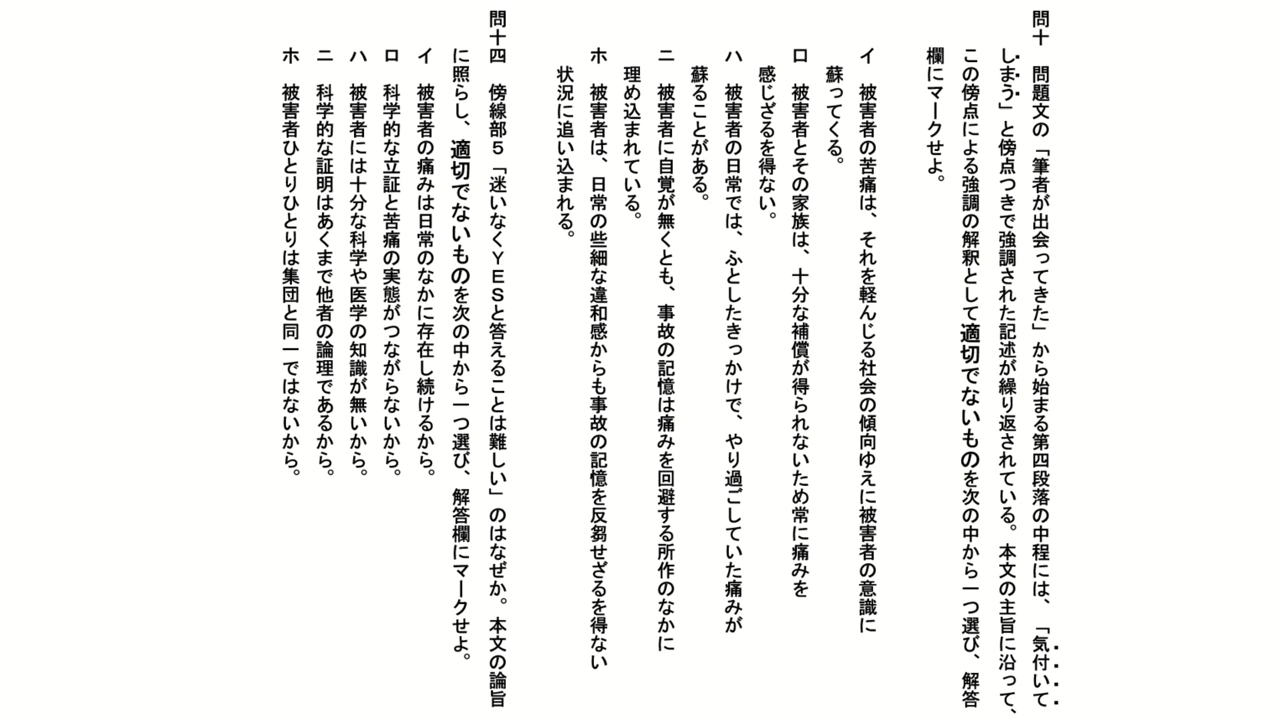 問十　問題文の「筆者が出会ってきた」から始まる第四段落の中程には、「気付いて
しまう」と傍点つきで強調された記述が繰り返されている。本文の主旨に沿って、
この傍点による強調の解釈として適切でないものを次の中から一つ選び、解答
欄にマークせよ。
イ　被害者の苦痛は、それを軽んじる社会の傾向ゆえに被害者の意識に
蘇ってくる。
ロ　被害者とその家族は、十分な補償が得られないため常に痛みを
感じざるを得ない。
ハ　被害者の日常では、ふとしたきっかけで、やり過ごしていた痛みが
蘇ることがある。
ニ　被害者に自覚が無くとも、事故の記憶は痛みを回避する所作のなかに
埋め込まれている。
ホ　被害者は、日常の些細な違和感からも事故の記憶を反芻せざるを得ない
状況に追い込まれる。
問十四　傍線部５「迷いなくＹＥＳと答えることは難しい」のはなぜか。本文の論旨
に照らし、適切でないものを次の中から一つ選び、解答欄にマークせよ。
イ　被害者の痛みは日常のなかに存在し続けるから。
ロ　科学的な立証と苦痛の実態がつながらないから。
ハ　被害者には十分な科学や医学の知識が無いから。
ニ　科学的な証明はあくまで他者の論理であるから。
ホ　被害者ひとりひとりは集団と同一ではないから。